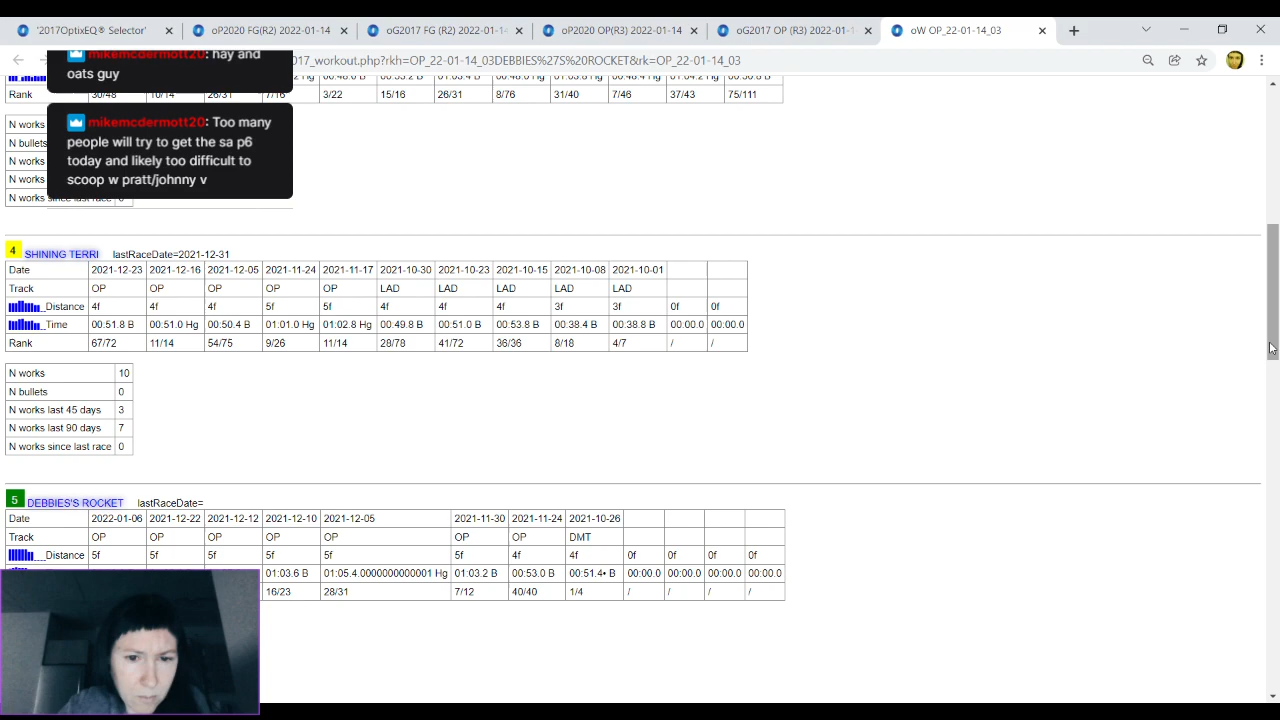 '2017OptixEQ® Selector'
oP2020 FG(R2) 2022-01-14
oG2017 FG (R2) 2022-01-14
oP2020 OP(R3) 2022-01-14
oG2017 OP (R3) 2022-01-1
oW OP_22-01-14_03
017_workout.php?rkh=OP_22-01-14_03DEBBIES%27S%20ROCKET&rk=OP_22-01-14_03
mikemcdermott20: hay and
oats guy
Rank 30/48 10/14 26/31 7/16 3/22 15/16 26/31 8/76 31/40 7/46 37/43 75/111
mikemcdermott20: Too many
people will try to get the sa p6
today and likely too difficult to
scoop w pratt/johnny v
N works
N bullets
N works
N works
N works since last race 0
4 SHINING TERRI lastRaceDate=2021-12-31
Date 2021-12-23 2021-12-16 2021-12-05 2021-11-24 2021-11-17 2021-10-30 2021-10-23 2021-10-15 2021-10-08 2021-10-01
Track OP OP OP OP OP LAD LAD LAD LAD LAD
_Distance 4f 4f 4f 5f 5f 4f 4f 4f 3f 3f 0f 0f
_Time 00:51.8 B 00:51.0 Hg 00:50.4 B 01:01.0 Hg 01:02.8 Hg 00:49.8 B 00:51.0 B 00:53.8 B 00:38.4 B 00:38.8 B 00:00.0 00:00.0
Rank 67/72 11/14 54/75 9/26 11/14 28/78 41/72 36/36 8/18 4/7 / /
N works 10
N bullets 0
N works last 45 days 3
N works last 90 days 7
N works since last race 0
5 DEBBIES'S ROCKET lastRaceDate=
Date 2022-01-06 2021-12-22 2021-12-12 2021-12-10 2021-12-05 2021-11-30 2021-11-24 2021-10-26
Track OP OP OP OP OP OP OP DMT
_Distance 5f 5f 5f 5f 5f 5f 4f 4f 0f 0f 0f 0f
01:03.6 B 01:05.4.0000000000001 Hg 01:03.2 B 00:53.0 B 00:51.4• B 00:00.0 00:00.0 00:00.0 00:00.0
16/23 28/31 7/12 40/40 1/4 / / / /